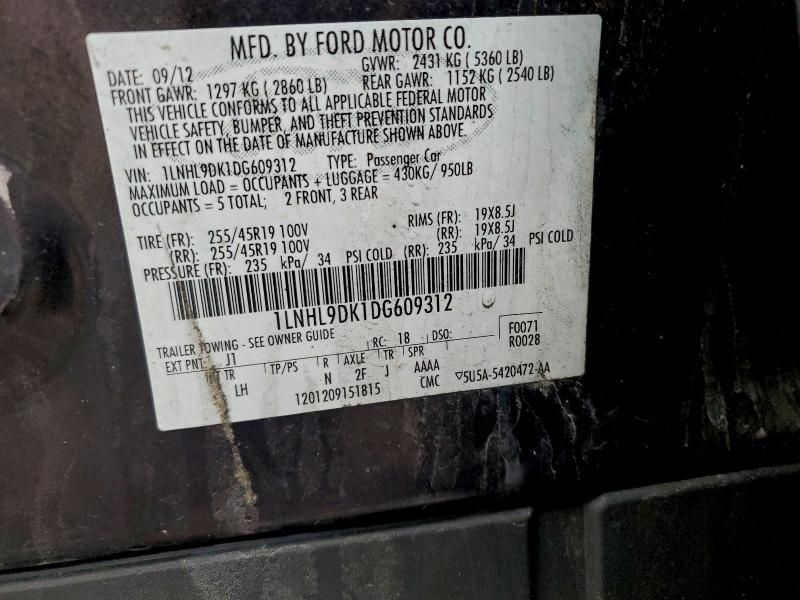 MFD. BY FORD MOTOR CO.
DATE: 09/12 GVWR: 2431 KG ( 5360 LB)
FRONT GAWR: 1297 KG ( 2860 LB) REAR GAWR: 1152 KG ( 2540 LB)
THIS VEHICLE CONFORMS TO ALL APPLICABLE FEDERAL MOTOR
VEHICLE SAFETY, BUMPER, AND THEFT PREVENTION STANDARDS
IN EFFECT ON THE DATE OF MANUFACTURE SHOWN ABOVE.
VIN: 1LNHL9DK1DG609312 TYPE: Passenger Car
MAXIMUM LOAD = OCCUPANTS + LUGGAGE = 430KG/ 950LB
OCCUPANTS = 5 TOTAL; 2 FRONT, 3 REAR
TIRE (FR): 255/45R19 100V RIMS (FR): 19X8.5J
(RR): 255/45R19 100V (RR): 19X8.5J
PRESSURE (FR): 235 kPa/ 34 PSI COLD (RR): 235 kPa/ 34 PSI COLD
1LNHL9DK1DG609312
TRAILER TOWING - SEE OWNER GUIDE RC: 18 DSO: F0071
EXT PNT: J1 R0028
INT TR TP/PS R AXLE TR SPR
LH N 2F J AAAA
1201209151815 CMC ▽5U5A-5420472-AA